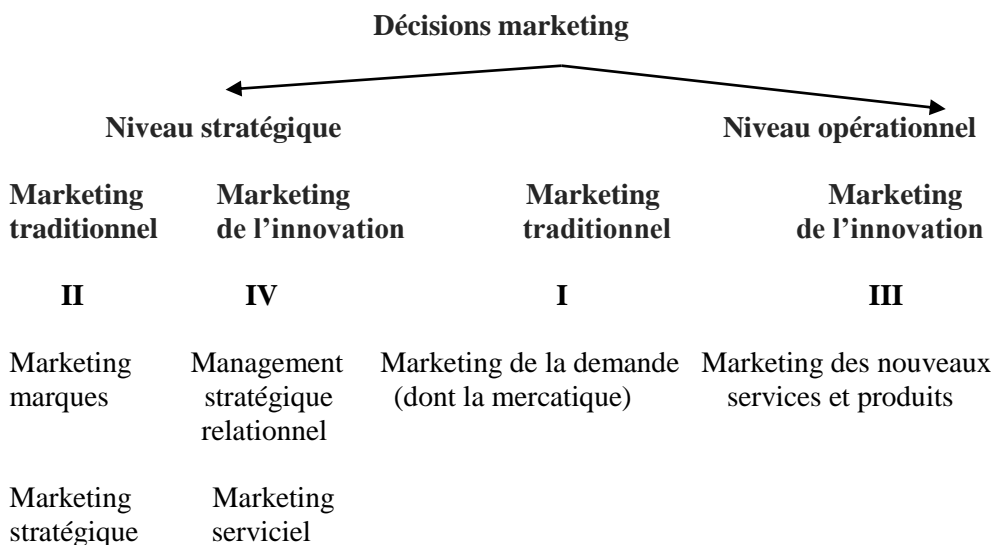 Décisions marketing
Niveau stratégique Niveau opérationnel
Marketing Marketing Marketing Marketing
traditionnel de l’innovation traditionnel de l’innovation
II IV I III
Marketing Management Marketing de la demande Marketing des nouveaux
marques stratégique (dont la mercatique) services et produits
relationnel
Marketing Marketing
stratégique serviciel